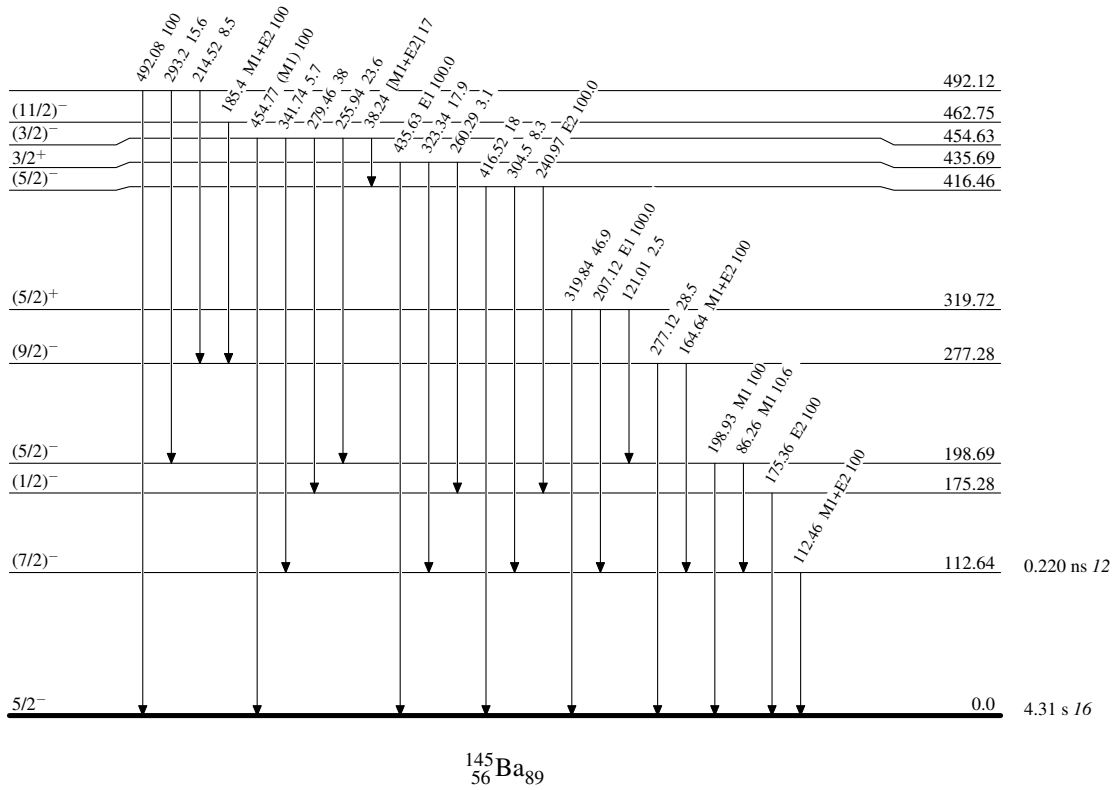 492.08 100
293.2 15.6
214.52 8.5
185.4 M1+E2 100
454.77 (M1) 100
341.74 5.7
279.46 38
255.94 23.6
38.24 [M1+E2] 17
435.63 E1 100.0
323.34 17.9
260.29 3.1
416.52 18
304.5 8.3
240.97 E2 100.0
319.84 46.9
207.12 E1 100.0
121.01 2.5
277.12 28.5
164.64 M1+E2 100
198.93 M1 100
86.26 M1 10.6
175.36 E2 100
112.46 M1+E2 100
492.12
(11/2)⁻ 462.75
(3/2)⁻ 454.63
3/2⁺ 435.69
(5/2)⁻ 416.46
(5/2)⁺ 319.72
(9/2)⁻ 277.28
(5/2)⁻ 198.69
(1/2)⁻ 175.28
(7/2)⁻ 112.64 0.220 ns 12
5/2⁻ 0.0 4.31 s 16
¹⁴⁵₅₆Ba₈₉